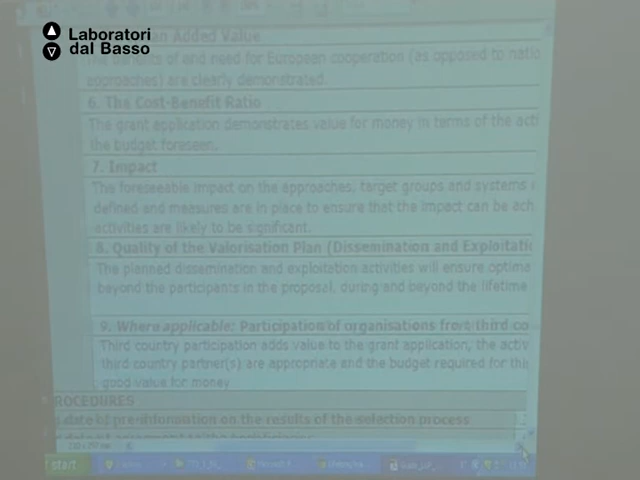 Laboratori
dal Basso
an Added Value
The benefits of and need for European cooperation (as opposed to natio
approaches) are clearly demonstrated.
6. The Cost-Benefit Ratio
The grant application demonstrates value for money in terms of the acti
the budget foreseen.
7. Impact
The foreseeable impact on the approaches, target groups and systems
defined and measures are in place to ensure that the impact can be ach
activities are likely to be significant.
8. Quality of the Valorisation Plan (Dissemination and Exploitatio
The planned dissemination and exploitation activities will ensure optima
beyond the participants in the proposal, during and beyond the lifetime
9. Where applicable: Participation of organisations from third co
Third country participation adds value to the grant application, the activ
third country partner(s) are appropriate and the budget required for this
good value for money
ROCEDURES
date of pre-information on the results of the selection process
start